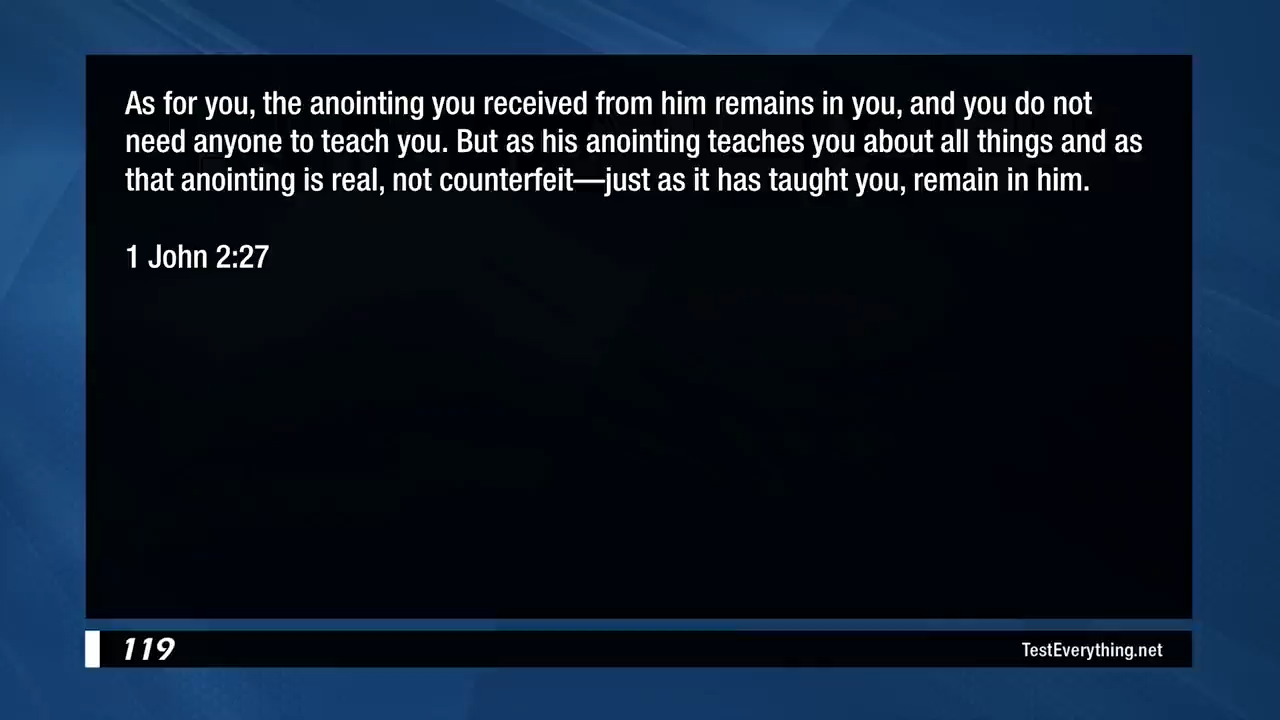 As for you, the anointing you received from him remains in you, and you do not
need anyone to teach you. But as his anointing teaches you about all things and as
that anointing is real, not counterfeit—just as it has taught you, remain in him.
1 John 2:27
119
TestEverything.net